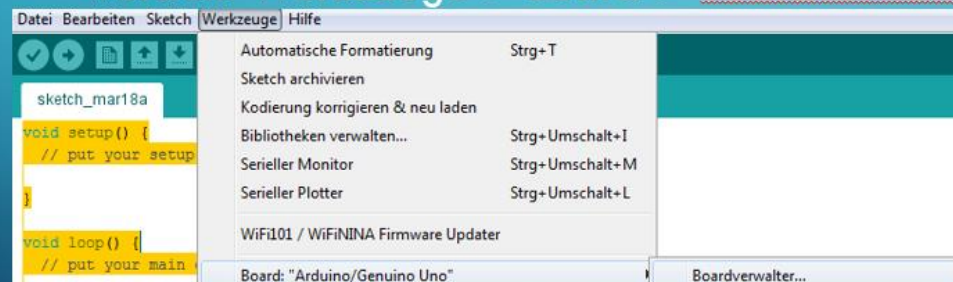 Datei Bearbeiten Sketch Werkzeuge Hilfe
Automatische Formatierung Strg+T
Sketch archivieren
sketch_mar18a
Kodierung korrigieren & neu laden
void setup() {
Bibliotheken verwalten... Strg+Umschalt+I
// put your setup
Serieller Monitor Strg+Umschalt+M
}
Serieller Plotter Strg+Umschalt+L
void loop() {
WiFi101 / WiFiNINA Firmware Updater
// put your main
Board: "Arduino/Genuino Uno" Boardverwalter...